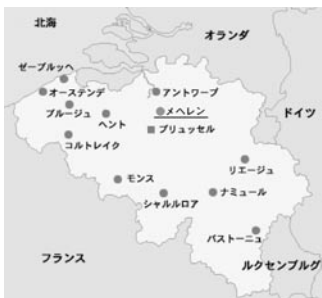 北海
オランダ
ゼーブルッヘ
オーステンデ
アントワープ
ブルージュ
メヘレン
ヘント
ブリュッセル
ドイツ
コルトレイク
リエージュ
モンス
ナミュール
シャルルロア
バストーニュ
フランス
ルクセンブルグ